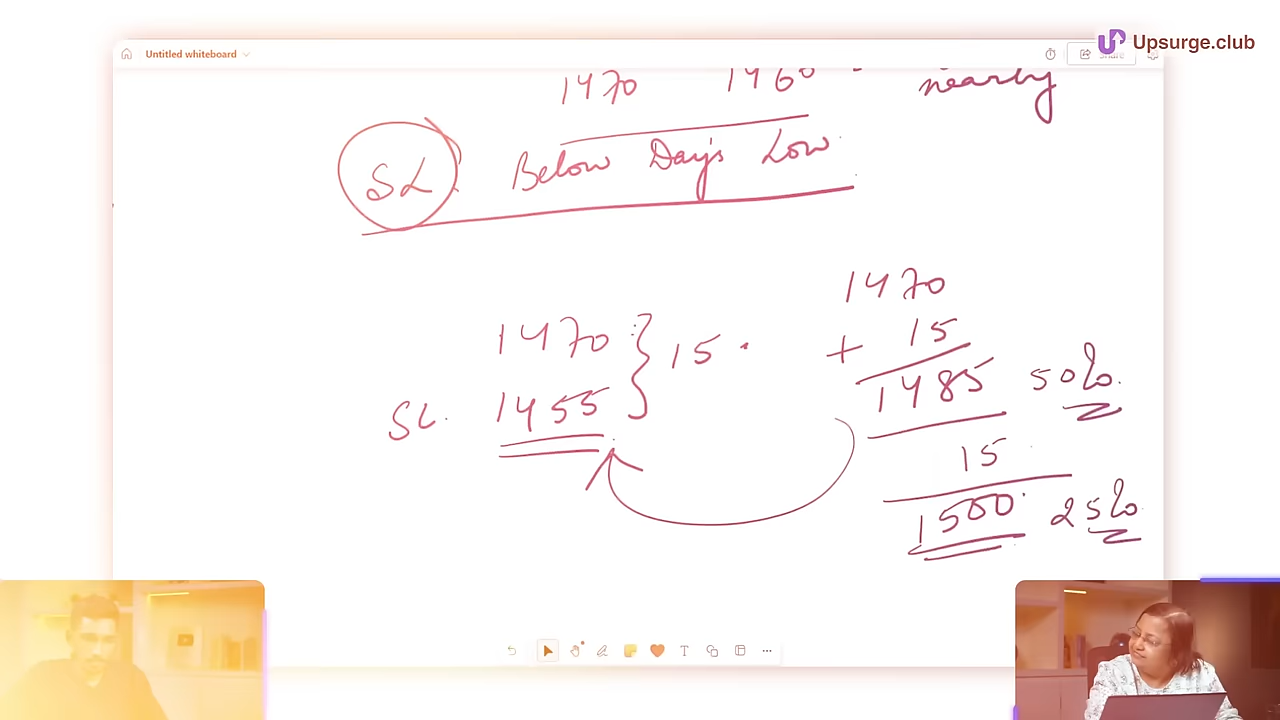 Upsurge.club
Untitled whiteboard
Share
1470 1460 nearly
SL. Below Day's Low.
1470 } 15
SL. 1455
1470
+ 15
1485 50%.
15
1500 25%
T